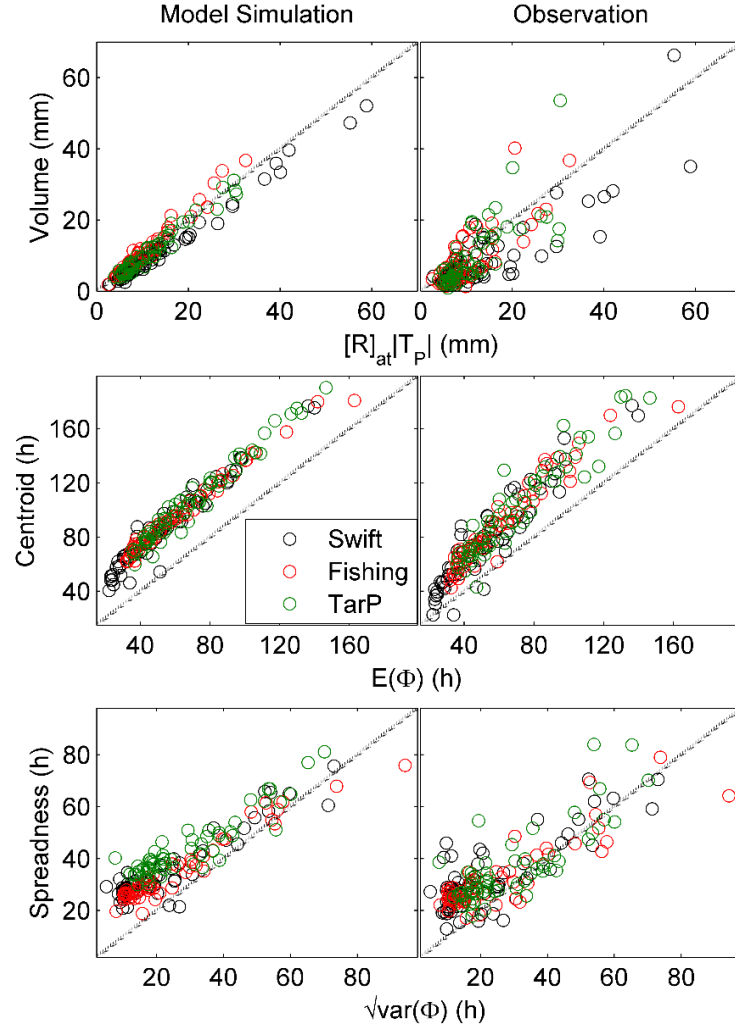 Model Simulation Observation
Volume (mm)
60
40
20
0
0 20 40 60 0 20 40 60
[R]at|TP| (mm)
Centroid (h)
160
120
80
40
Swift
Fishing
TarP
40 80 120 160 40 80 120 160
E(Φ) (h)
Spreadness (h)
80
60
40
20
20 40 60 80 20 40 60 80
√var(Φ) (h)